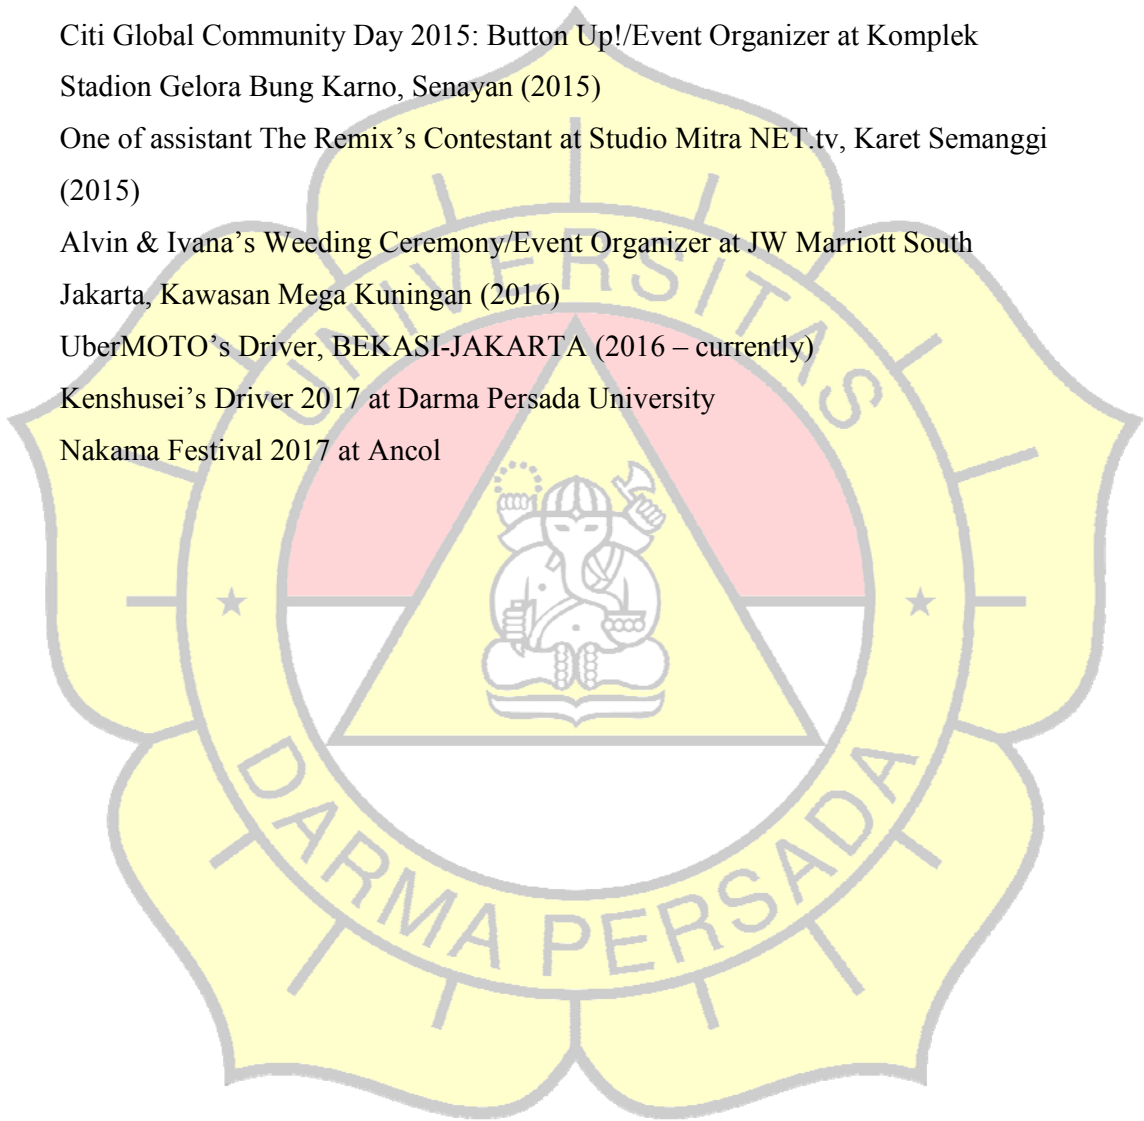 Citi Global Community Day 2015: Button Up!/Event Organizer at Komplek
Stadion Gelora Bung Karno, Senayan (2015)
One of assistant The Remix’s Contestant at Studio Mitra NET.tv, Karet Semanggi
(2015)
Alvin & Ivana’s Weeding Ceremony/Event Organizer at JW Marriott South
Jakarta, Kawasan Mega Kuningan (2016)
UberMOTO’s Driver, BEKASI-JAKARTA (2016 – currently)
Kenshusei’s Driver 2017 at Darma Persada University
Nakama Festival 2017 at Ancol
UNIVERSITAS
DARMA PERSADA